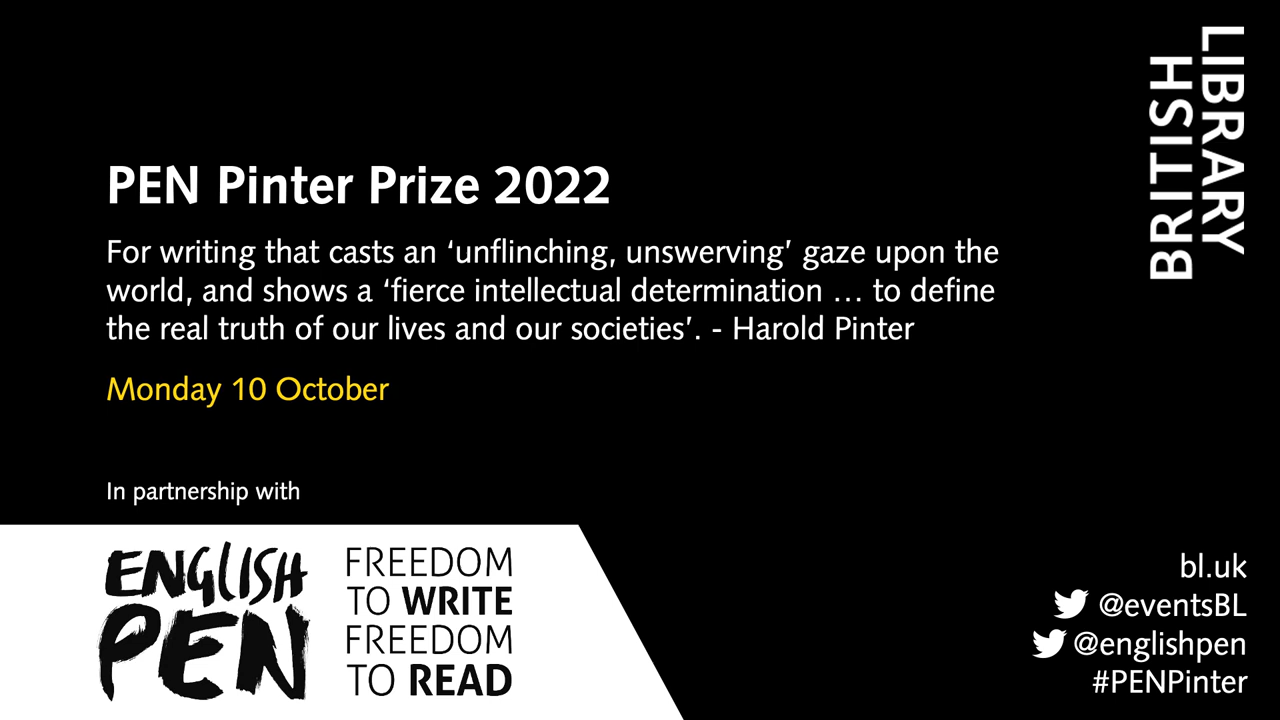 LIBRARY
BRITISH
PEN Pinter Prize 2022
For writing that casts an ‘unflinching, unswerving’ gaze upon the
world, and shows a ‘fierce intellectual determination … to define
the real truth of our lives and our societies’. - Harold Pinter
Monday 10 October
In partnership with
ENGLISH
PEN
FREEDOM
TO WRITE
FREEDOM
TO READ
bl.uk
@eventsBL
@englishpen
#PENPinter